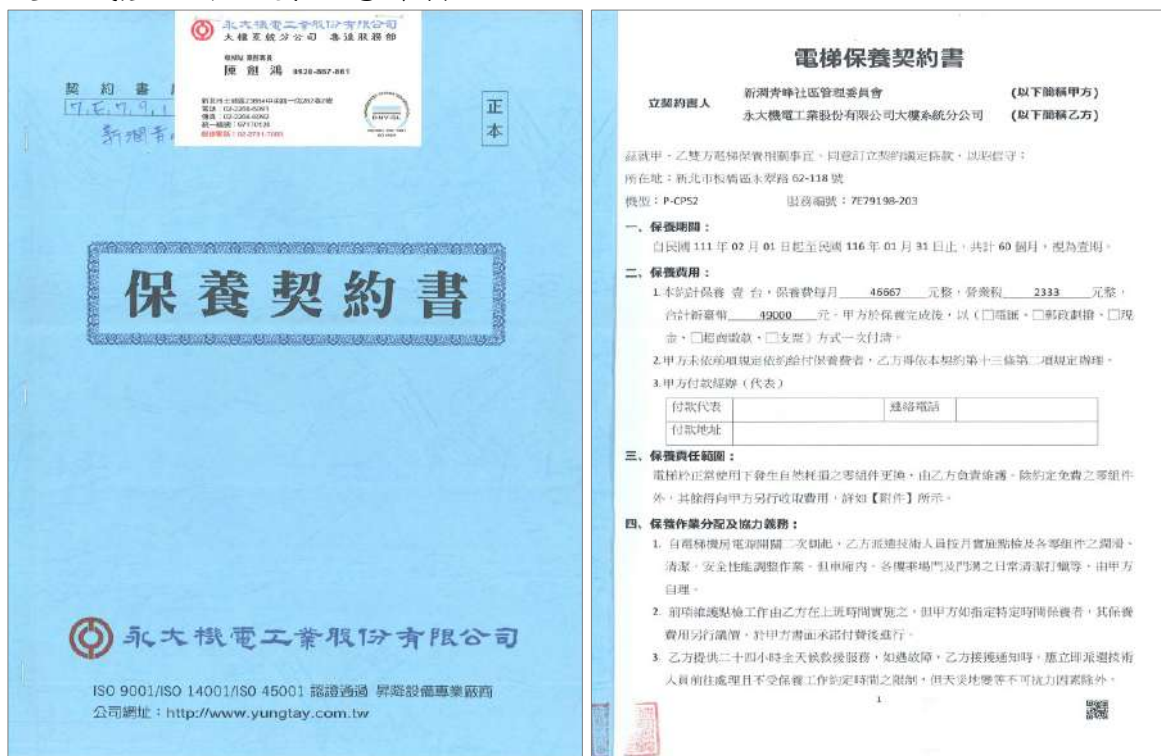 永大機電工業股份有限公司
大樓系統分公司
服務部
陳 劍 鴻 0920-887-861
契 約 書
正本
保養契約書
永大機電工業股份有限公司
ISO 9001/ISO 14001/ISO 45001 認證通過 昇降設備專業廠商
公司網址：http://www.yungtay.com.tw
電梯保養契約書
立契約書人
新潤青峰社區管理委員會 (以下簡稱甲方)
永大機電工業股份有限公司大樓系統分公司 (以下簡稱乙方)
茲就甲、乙雙方電梯保養相關事宜，同意訂立契約議定條款，以昭信守：
所在地：新北市板橋區永翠路 62-118 號
機型：P-CP52 服務編號：7E79198-203
一、保養期間：
自民國 111 年 02 月 01 日起至民國 116 年 01 月 31 日止，共計 60 個月，視為壹期。
二、保養費用：
1.本約計保養 壹 台，保養費每月 46667 元整，營業稅 2333 元整，
合計新臺幣 49000 元。甲方於保養完成後，以（□電匯、□郵政劃撥、□現
金、□超商繳款、□支票）方式一次付清。
2.甲方未依前項規定依約給付保養費者，乙方得依本契約第十三條第二項規定辦理。
3.甲方付款經辦（代表）
付款代表 連絡電話
付款地址
三、保養責任範圍：
電梯於正常使用下發生自然耗損之零組件更換，由乙方負責維護。除約定免費之零組件
外，其餘得向甲方另行收取費用，詳如【附件】所示。
四、保養作業分配及協力義務：
1. 自電梯機房電源開關二次側起，乙方派遣技術人員按月實施點檢及各零組件之潤滑、
清潔、安全性能調整作業。但車廂內、各樓乘場門及門溝之日常清潔打蠟等，由甲方
自理。
2. 前項維護點檢工作由乙方在上班時間實施之，但甲方如指定特定時間保養者，其保養
費用另行議價，於甲方書面承諾付費後進行。
3. 乙方提供二十四小時全天候救援服務，如遇故障，乙方接獲通知時，應立即派遣技術
人員前往處理且不受保養工作約定時間之限制，但天災地變等不可抗力因素除外。
1